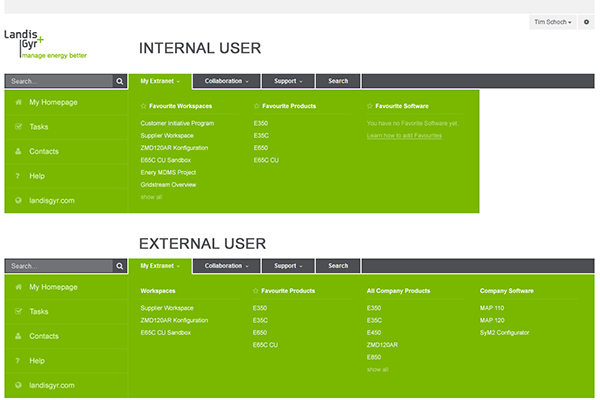 Tim Schoch
Landis
Gyr+
manage energy better
INTERNAL USER
Search...
My Extranet
Collaboration
Support
Search
My Homepage
Tasks
Contacts
Help
landisgyr.com
Favourite Workspaces
Customer Initiative Program
Supplier Workspace
ZMD120AR Konfiguration
E65C CU Sandbox
Enery MDMS Project
Gridstream Overview
show all
Favourite Products
E350
E35C
E650
E65C CU
Favorite Software
You have no Favorite Software yet.
Learn how to add Favourites
EXTERNAL USER
Search...
My Extranet
Collaboration
Support
Search
My Homepage
Tasks
Contacts
Help
landisgyr.com
Workspaces
Supplier Workspace
ZMD120AR Konfiguration
E65C CU Sandbox
Favourite Products
E350
E35C
E650
E65C CU
All Company Products
E350
E35C
E450
ZMD120AR
E850
show all
Company Software
MAP 110
MAP 120
SyM2 Configurator